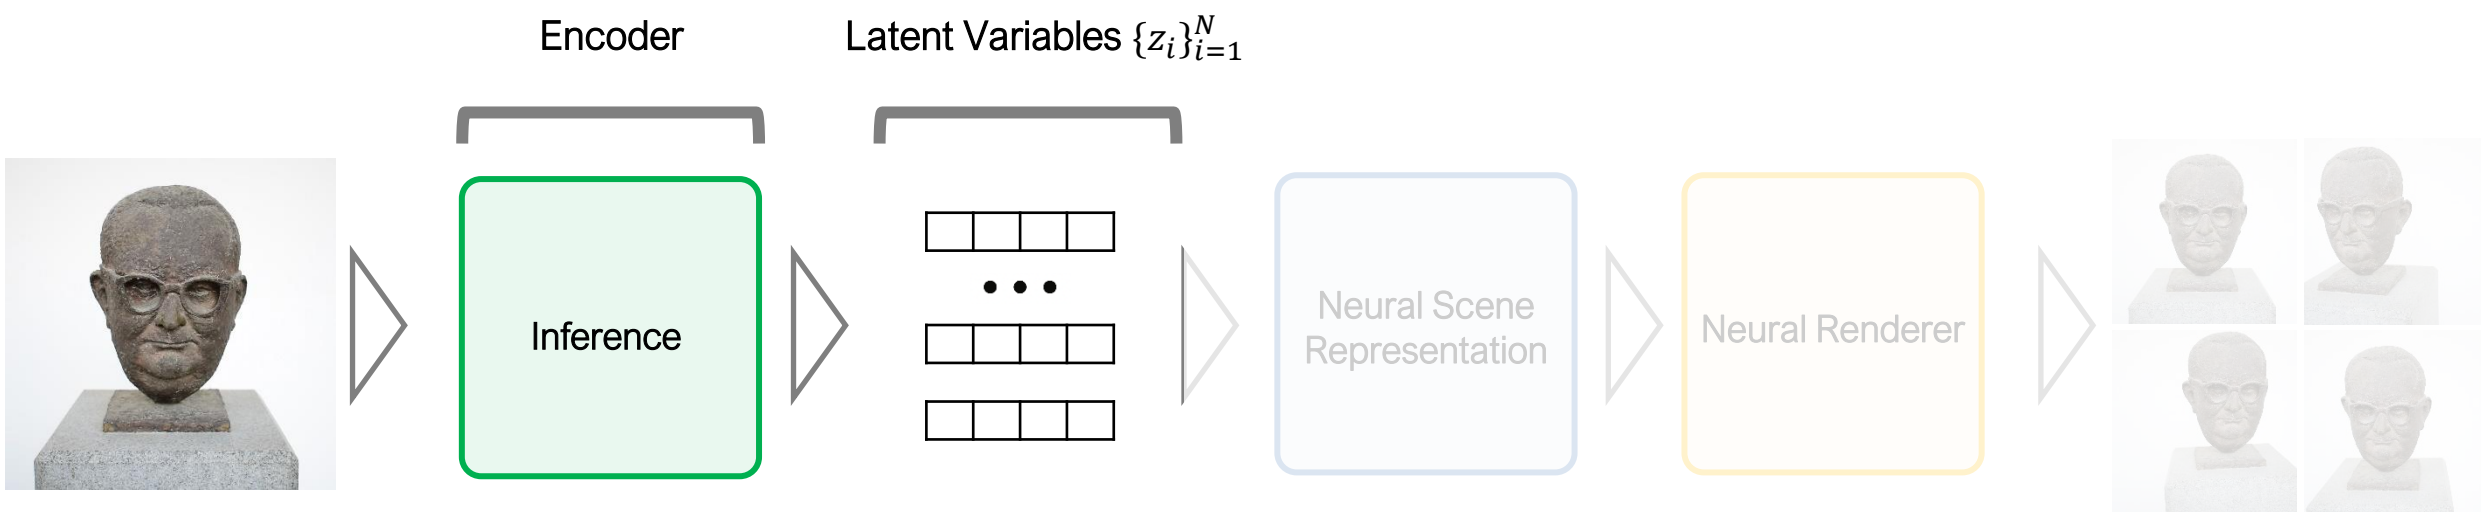 Encoder
Latent Variables $\{z_i\}_{i=1}^{N}$
Inference
Neural Scene
Representation
Neural Renderer